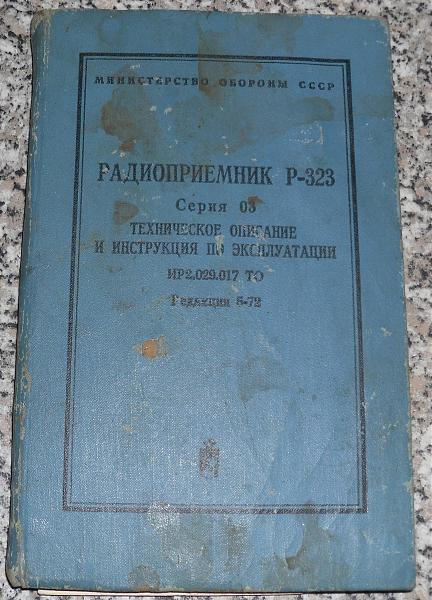 МИНИСТЕРСТВО ОБОРОНЫ СССР
РАДИОПРИЕМНИК Р-323
Серия 03
ТЕХНИЧЕСКОЕ ОПИСАНИЕ
И ИНСТРУКЦИЯ ПО ЭКСПЛУАТАЦИИ
ИР2.029.017 ТО
Редакция 5-72